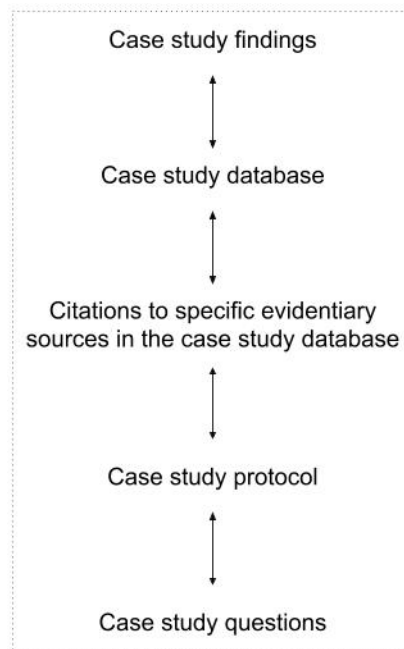 Case study findings
Case study database
Citations to specific evidentiary
sources in the case study database
Case study protocol
Case study questions